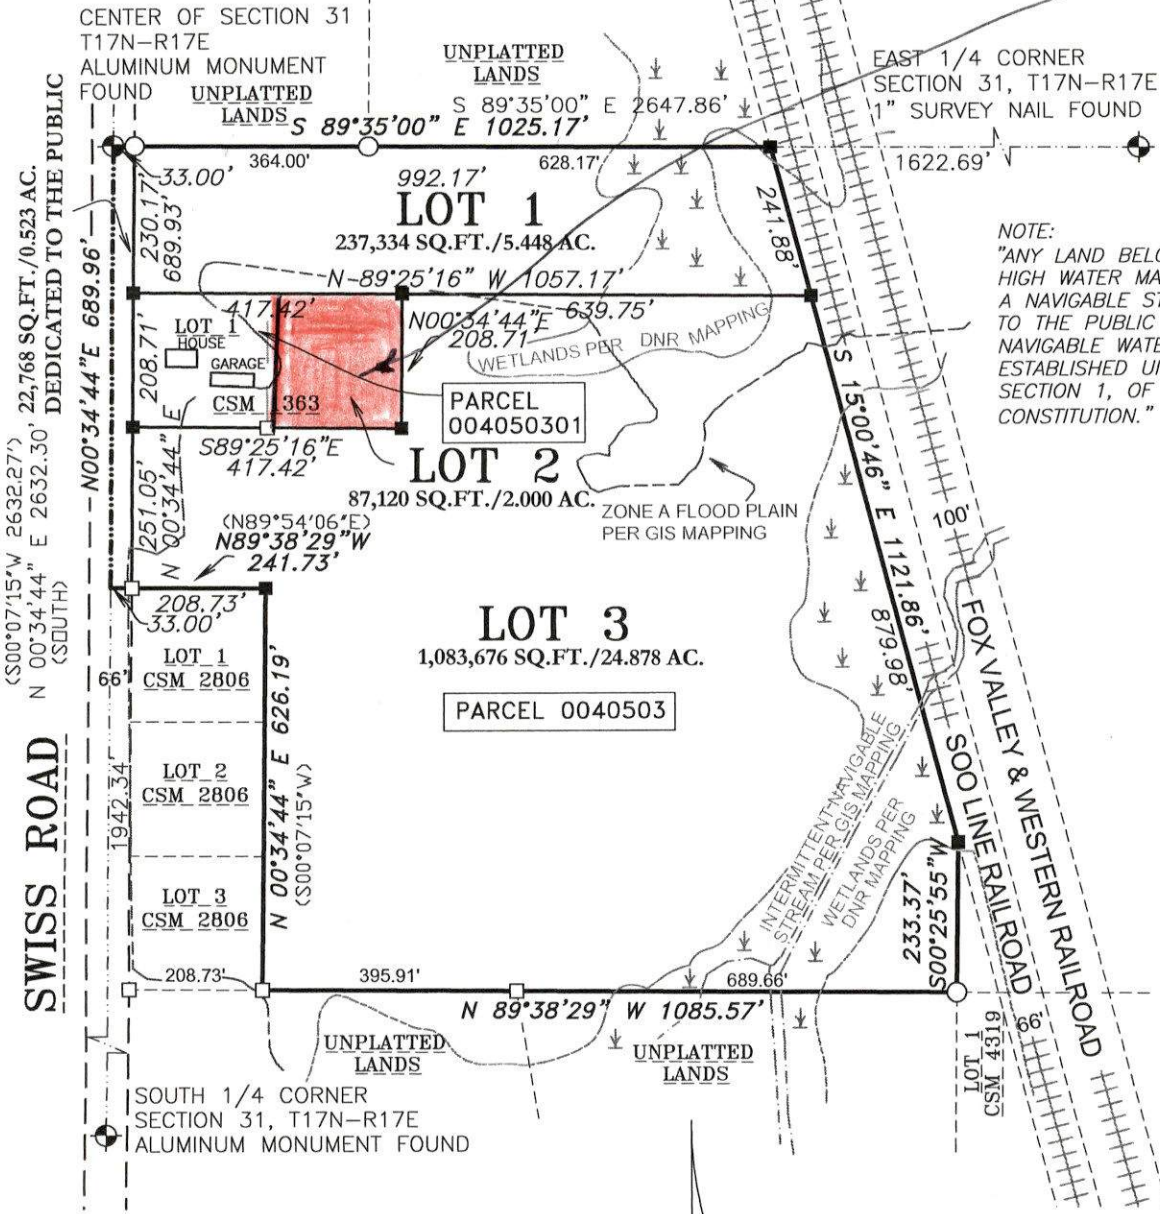 CENTER OF SECTION 31
T17N-R17E
ALUMINUM MONUMENT
FOUND
UNPLATTED
LANDS
UNPLATTED
LANDS
EAST 1/4 CORNER
SECTION 31, T17N-R17E
1" SURVEY NAIL FOUND
S 89°35'00" E 2647.86'
S 89°35'00" E 1025.17'
364.00'
628.17'
1622.69'
33.00'
992.17'
LOT 1
237,334 SQ.FT./5.448 AC.
230.17'
689.93'
241.88'
NOTE:
"ANY LAND BELO
HIGH WATER MA
A NAVIGABLE ST
TO THE PUBLIC
NAVIGABLE WATE
ESTABLISHED U
SECTION 1, OF
CONSTITUTION."
22,768 SQ.FT./0.523 AC.
DEDICATED TO THE PUBLIC
N00°34'44"E 689.96'
N-89°25'16" W 1057.17'
417.42'
639.75'
N00°34'44"E
208.71
LOT 1
HOUSE
GARAGE
CSM 1363
208.71'
WETLANDS PER DNR MAPPING
PARCEL
004050301
S89°25'16"E
417.42'
LOT 2
87,120 SQ.FT./2.000 AC.
ZONE A FLOOD PLAIN
PER GIS MAPPING
S 15°00'46" E 1121.86'
879.98'
251.05'
N 00°34'44" E
(N89°54'06"E)
N89°38'29"W
241.73'
208.73'
33.00'
(S00°07'15"W 2632.27')
N 00°34'44" E 2632.30'
(SOUTH)
LOT 3
1,083,676 SQ.FT./24.878 AC.
PARCEL 0040503
LOT 1
CSM 2806
66'
LOT 2
CSM 2806
LOT 3
CSM 2806
1942.34'
N 00°34'44" E 626.19'
(S00°07'15"W)
SWISS ROAD
100'
FOX VALLEY & WESTERN RAILROAD
SOO LINE RAILROAD
INTERMITTENT-NAVIGABLE
STREAM PER GIS MAPPING
WETLANDS PER
DNR MAPPING
233.37'
S00°25'55"W
208.73'
395.91'
689.66'
N 89°38'29" W 1085.57'
UNPLATTED
LANDS
UNPLATTED
LANDS
LOT 1
CSM 4319
66'
SOUTH 1/4 CORNER
SECTION 31, T17N-R17E
ALUMINUM MONUMENT FOUND